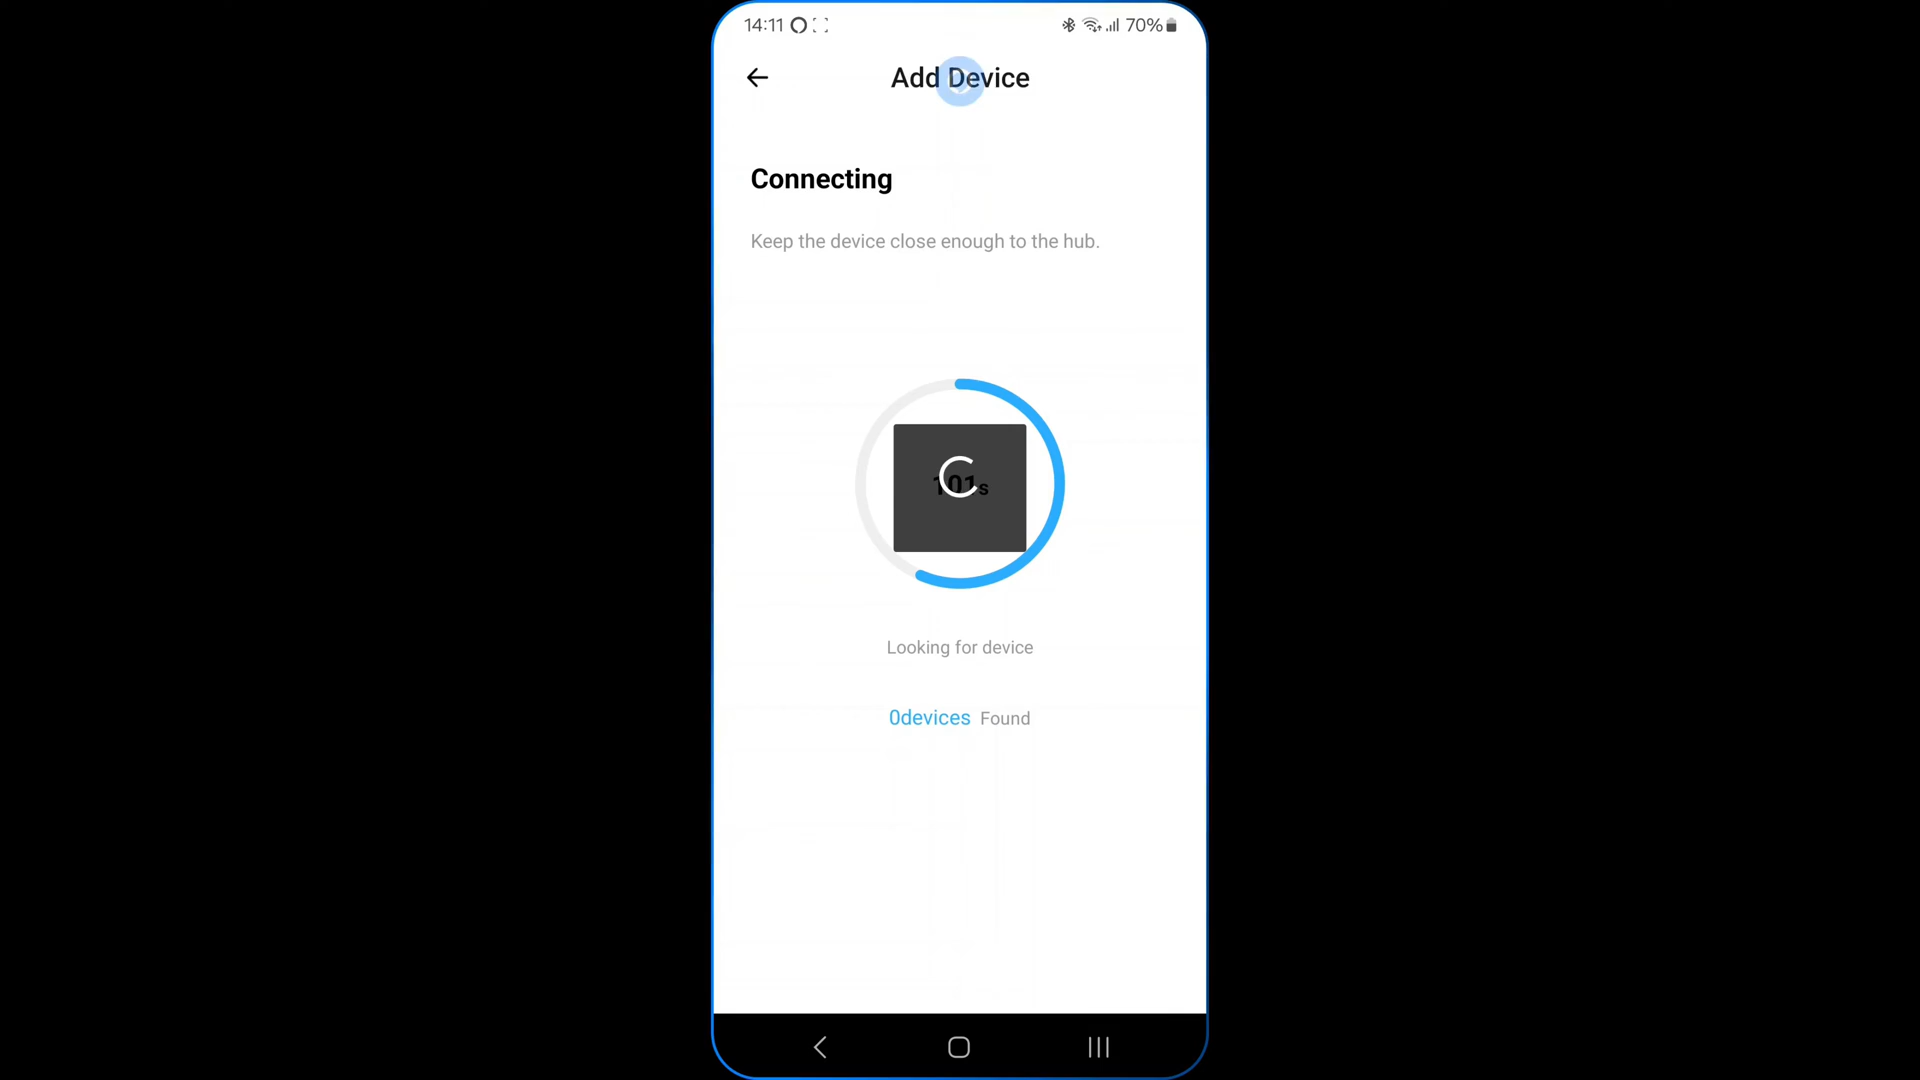 14:11 70%
Add Device
Connecting
Keep the device close enough to the hub.
101s
Looking for device
0devices Found